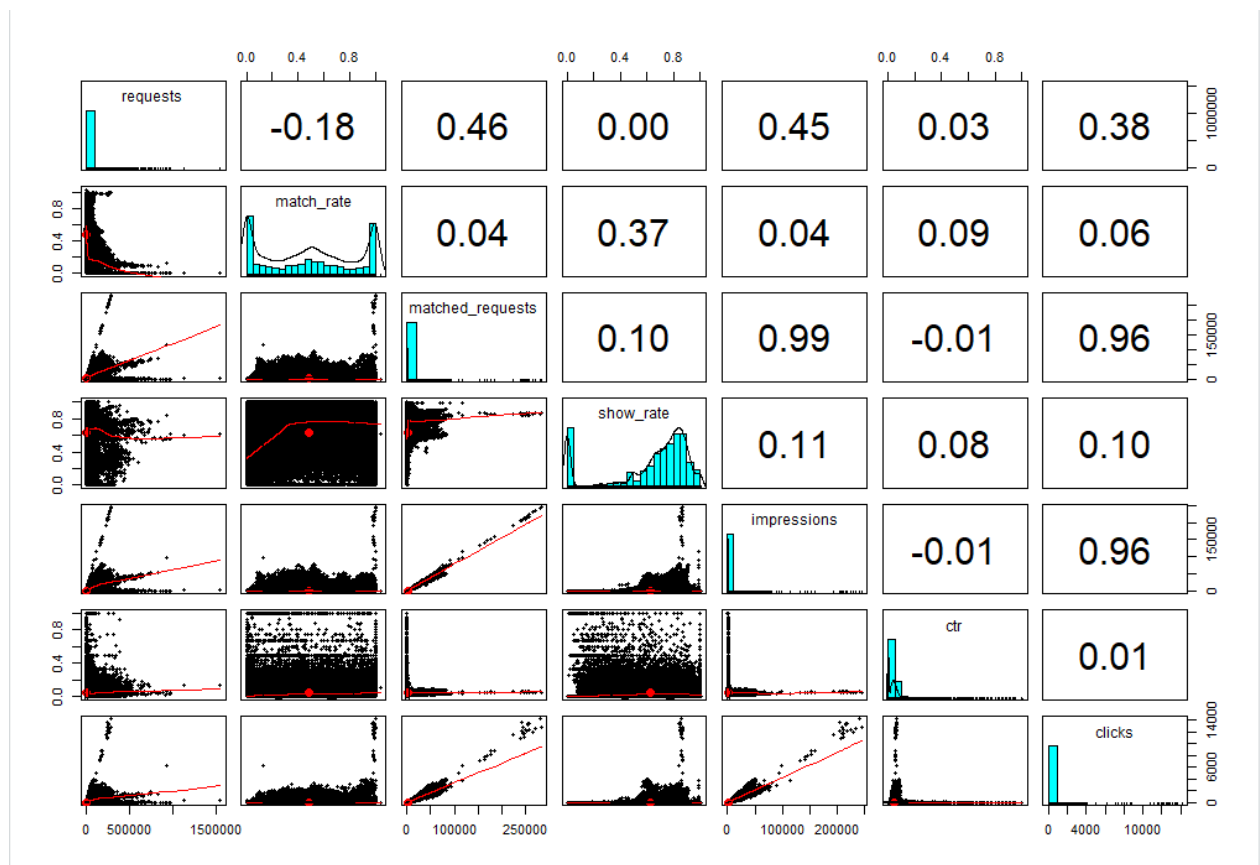 0.0 0.4 0.8 0.0 0.4 0.8 0.0 0.4 0.8
requests -0.18 0.46 0.00 0.45 0.03 0.38 0 1000000
0.0 0.4 0.8 match_rate 0.04 0.37 0.04 0.09 0.06
matched_requests 0.10 0.99 -0.01 0.96 0 150000
0.0 0.4 0.8 show_rate 0.11 0.08 0.10
impressions -0.01 0.96 0 150000
0.0 0.4 0.8 ctr 0.01
clicks 0 6000 14000
0 500000 1500000 0 100000 250000 0 100000 200000 0 4000 10000